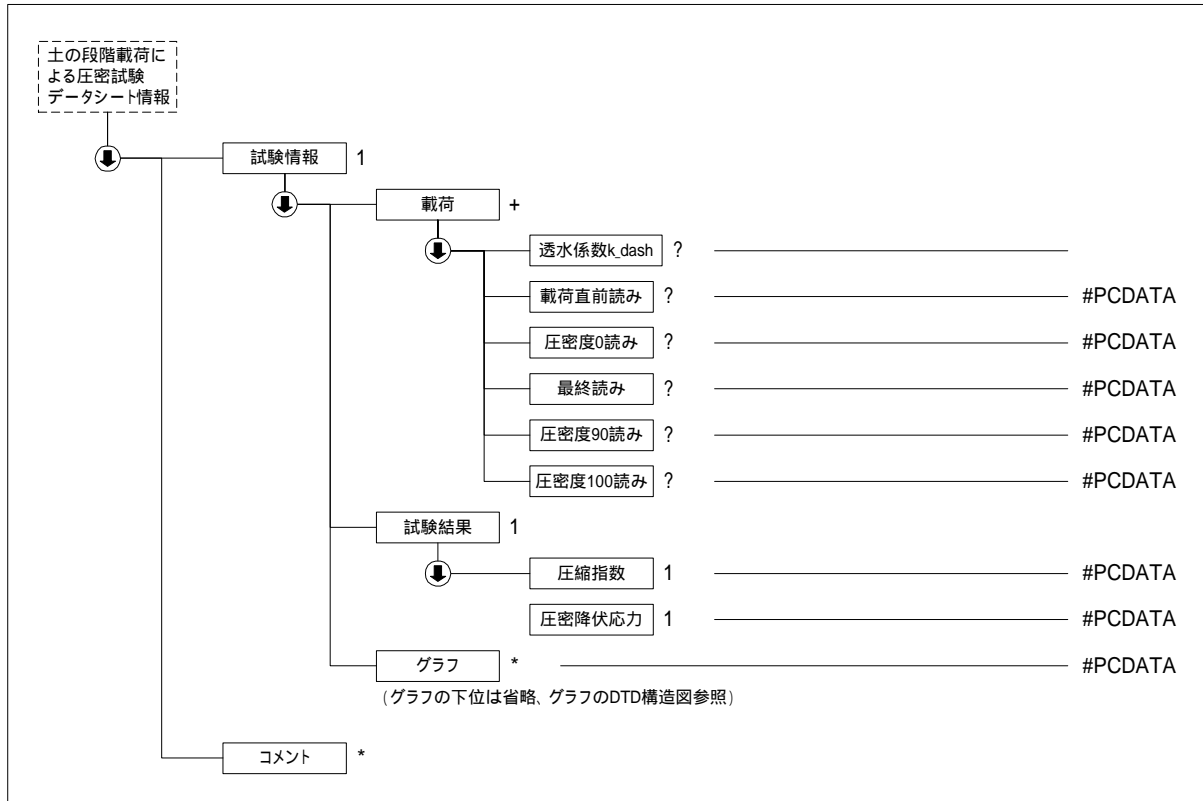 土の段階載荷に
よる圧密試験
データシート情報
試験情報 1
載荷 +
透水係数k_dash ?
載荷直前読み ? #PCDATA
圧密度0読み ? #PCDATA
最終読み ? #PCDATA
圧密度90読み ? #PCDATA
圧密度100読み ? #PCDATA
試験結果 1
圧縮指数 1 #PCDATA
圧密降伏応力 1 #PCDATA
グラフ * #PCDATA
(グラフの下位は省略、グラフのDTD構造図参照)
コメント *